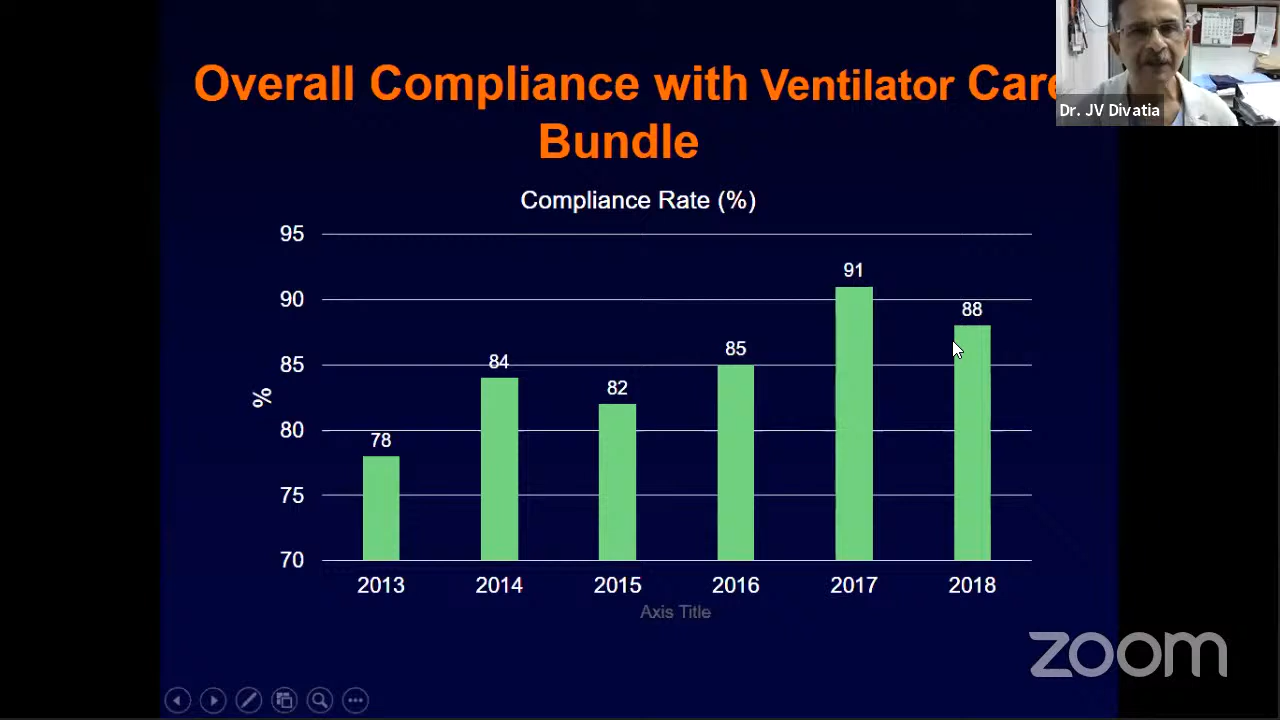 Overall Compliance with Ventilator Care
Bundle
Dr. JV Divatia
Compliance Rate (%)
95
90
85
80
75
70
%
78
84
82
85
91
88
2013 2014 2015 2016 2017 2018
Axis Title
zoom